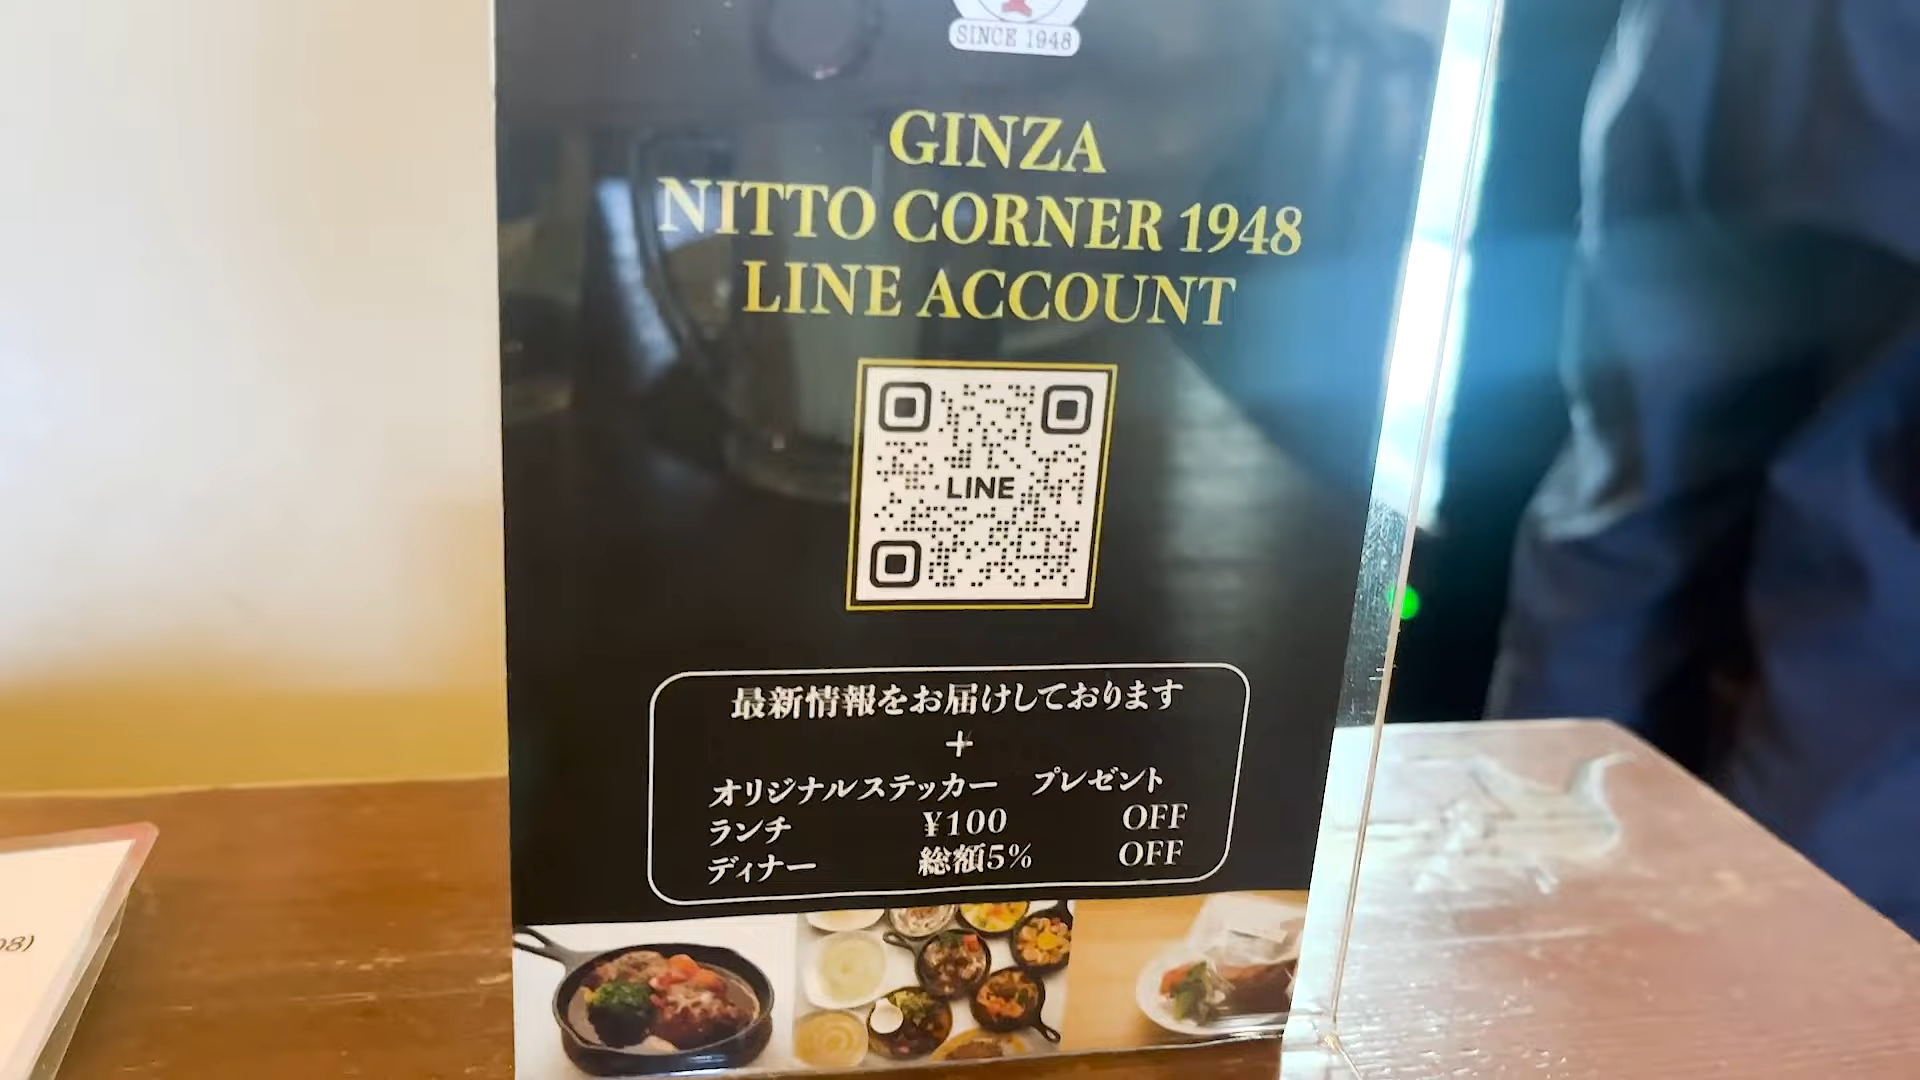 SINCE 1948
GINZA
NITTO CORNER 1948
LINE ACCOUNT
LINE
最新情報をお届けしております
+
オリジナルステッカー プレゼント
ランチ ¥100 OFF
ディナー 総額5% OFF